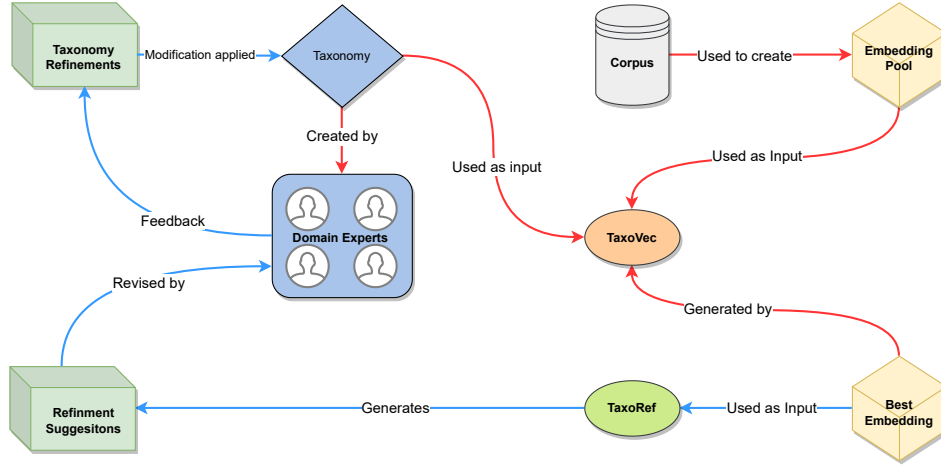 Taxonomy
Refinements
Modification applied
Taxonomy
Corpus
Used to create
Embedding
Pool
Created by
Used as input
Used as Input
Feedback
Domain Experts
TaxoVec
Revised by
Generated by
Refinment
Suggesitons
Generates
TaxoRef
Used as Input
Best
Embedding